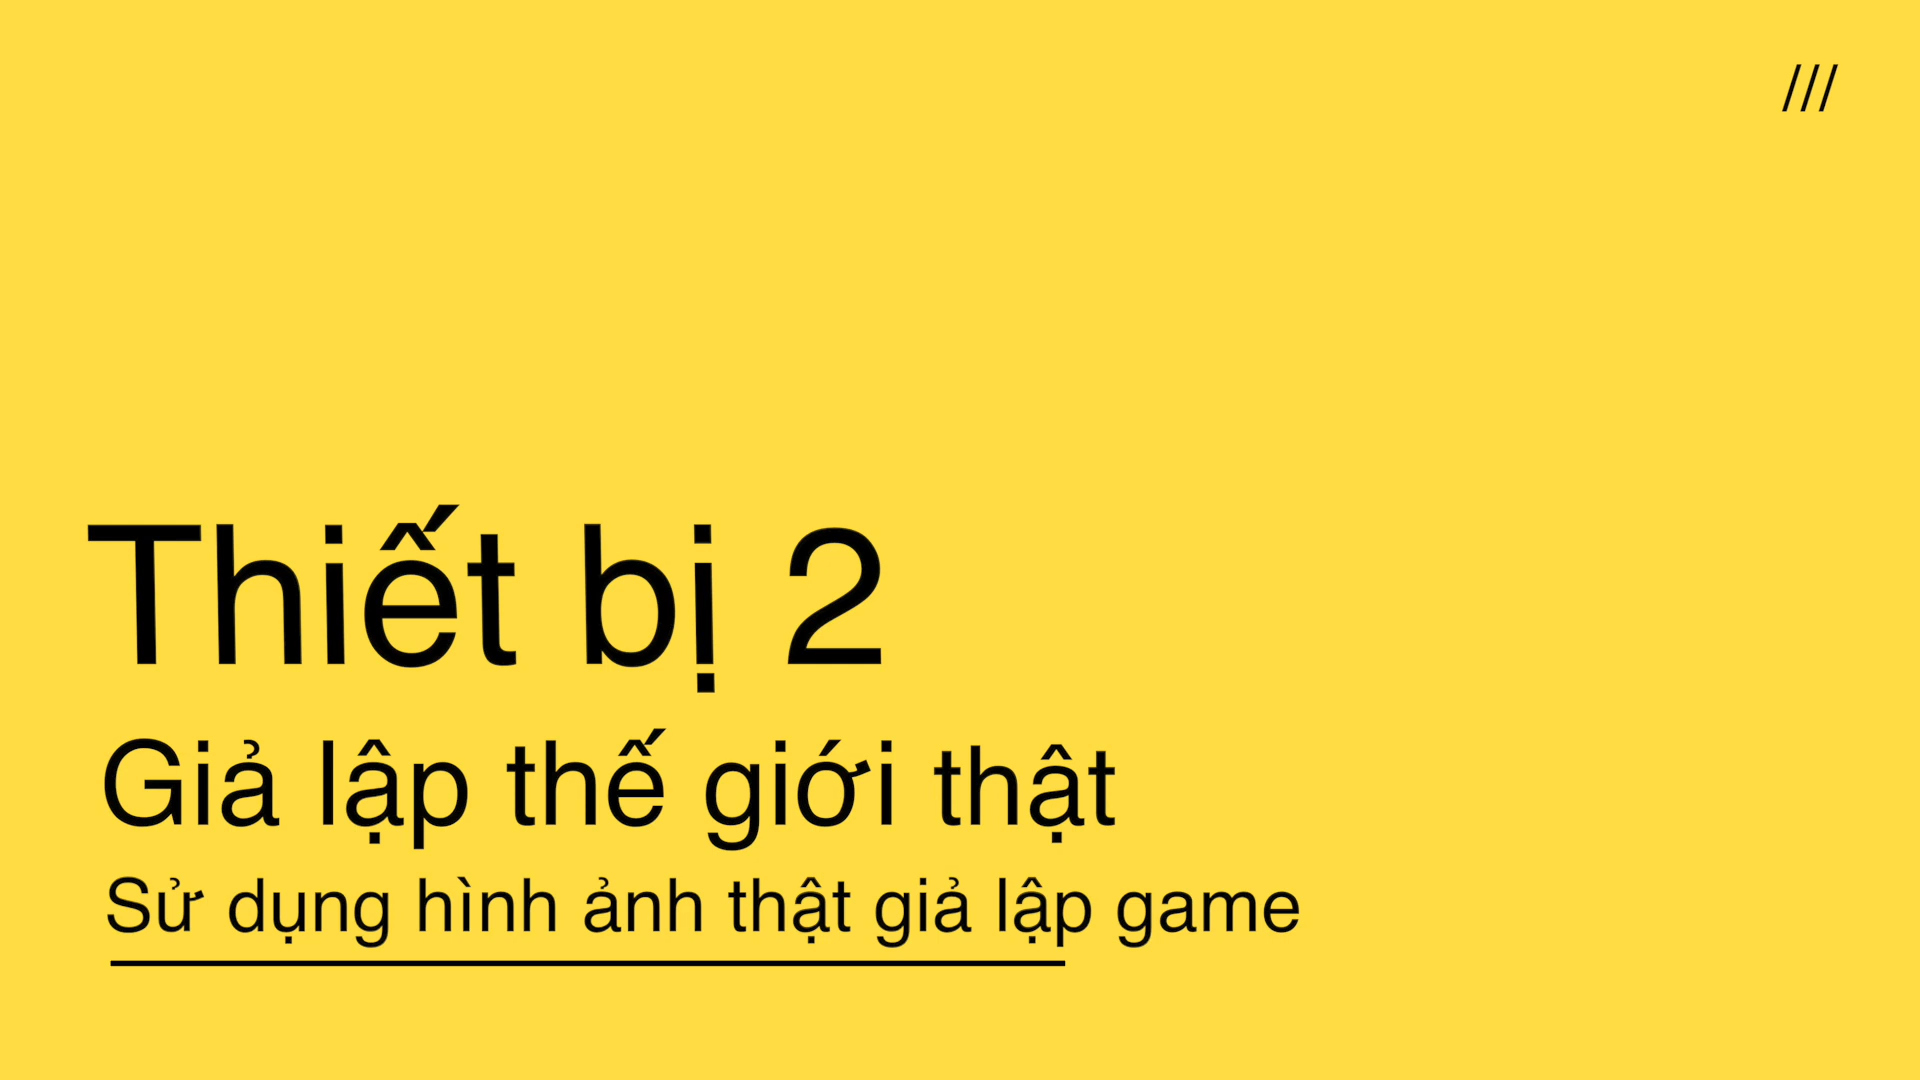 ///
Thiết bị 2
Giả lập thế giới thật
Sử dụng hình ảnh thật giả lập game